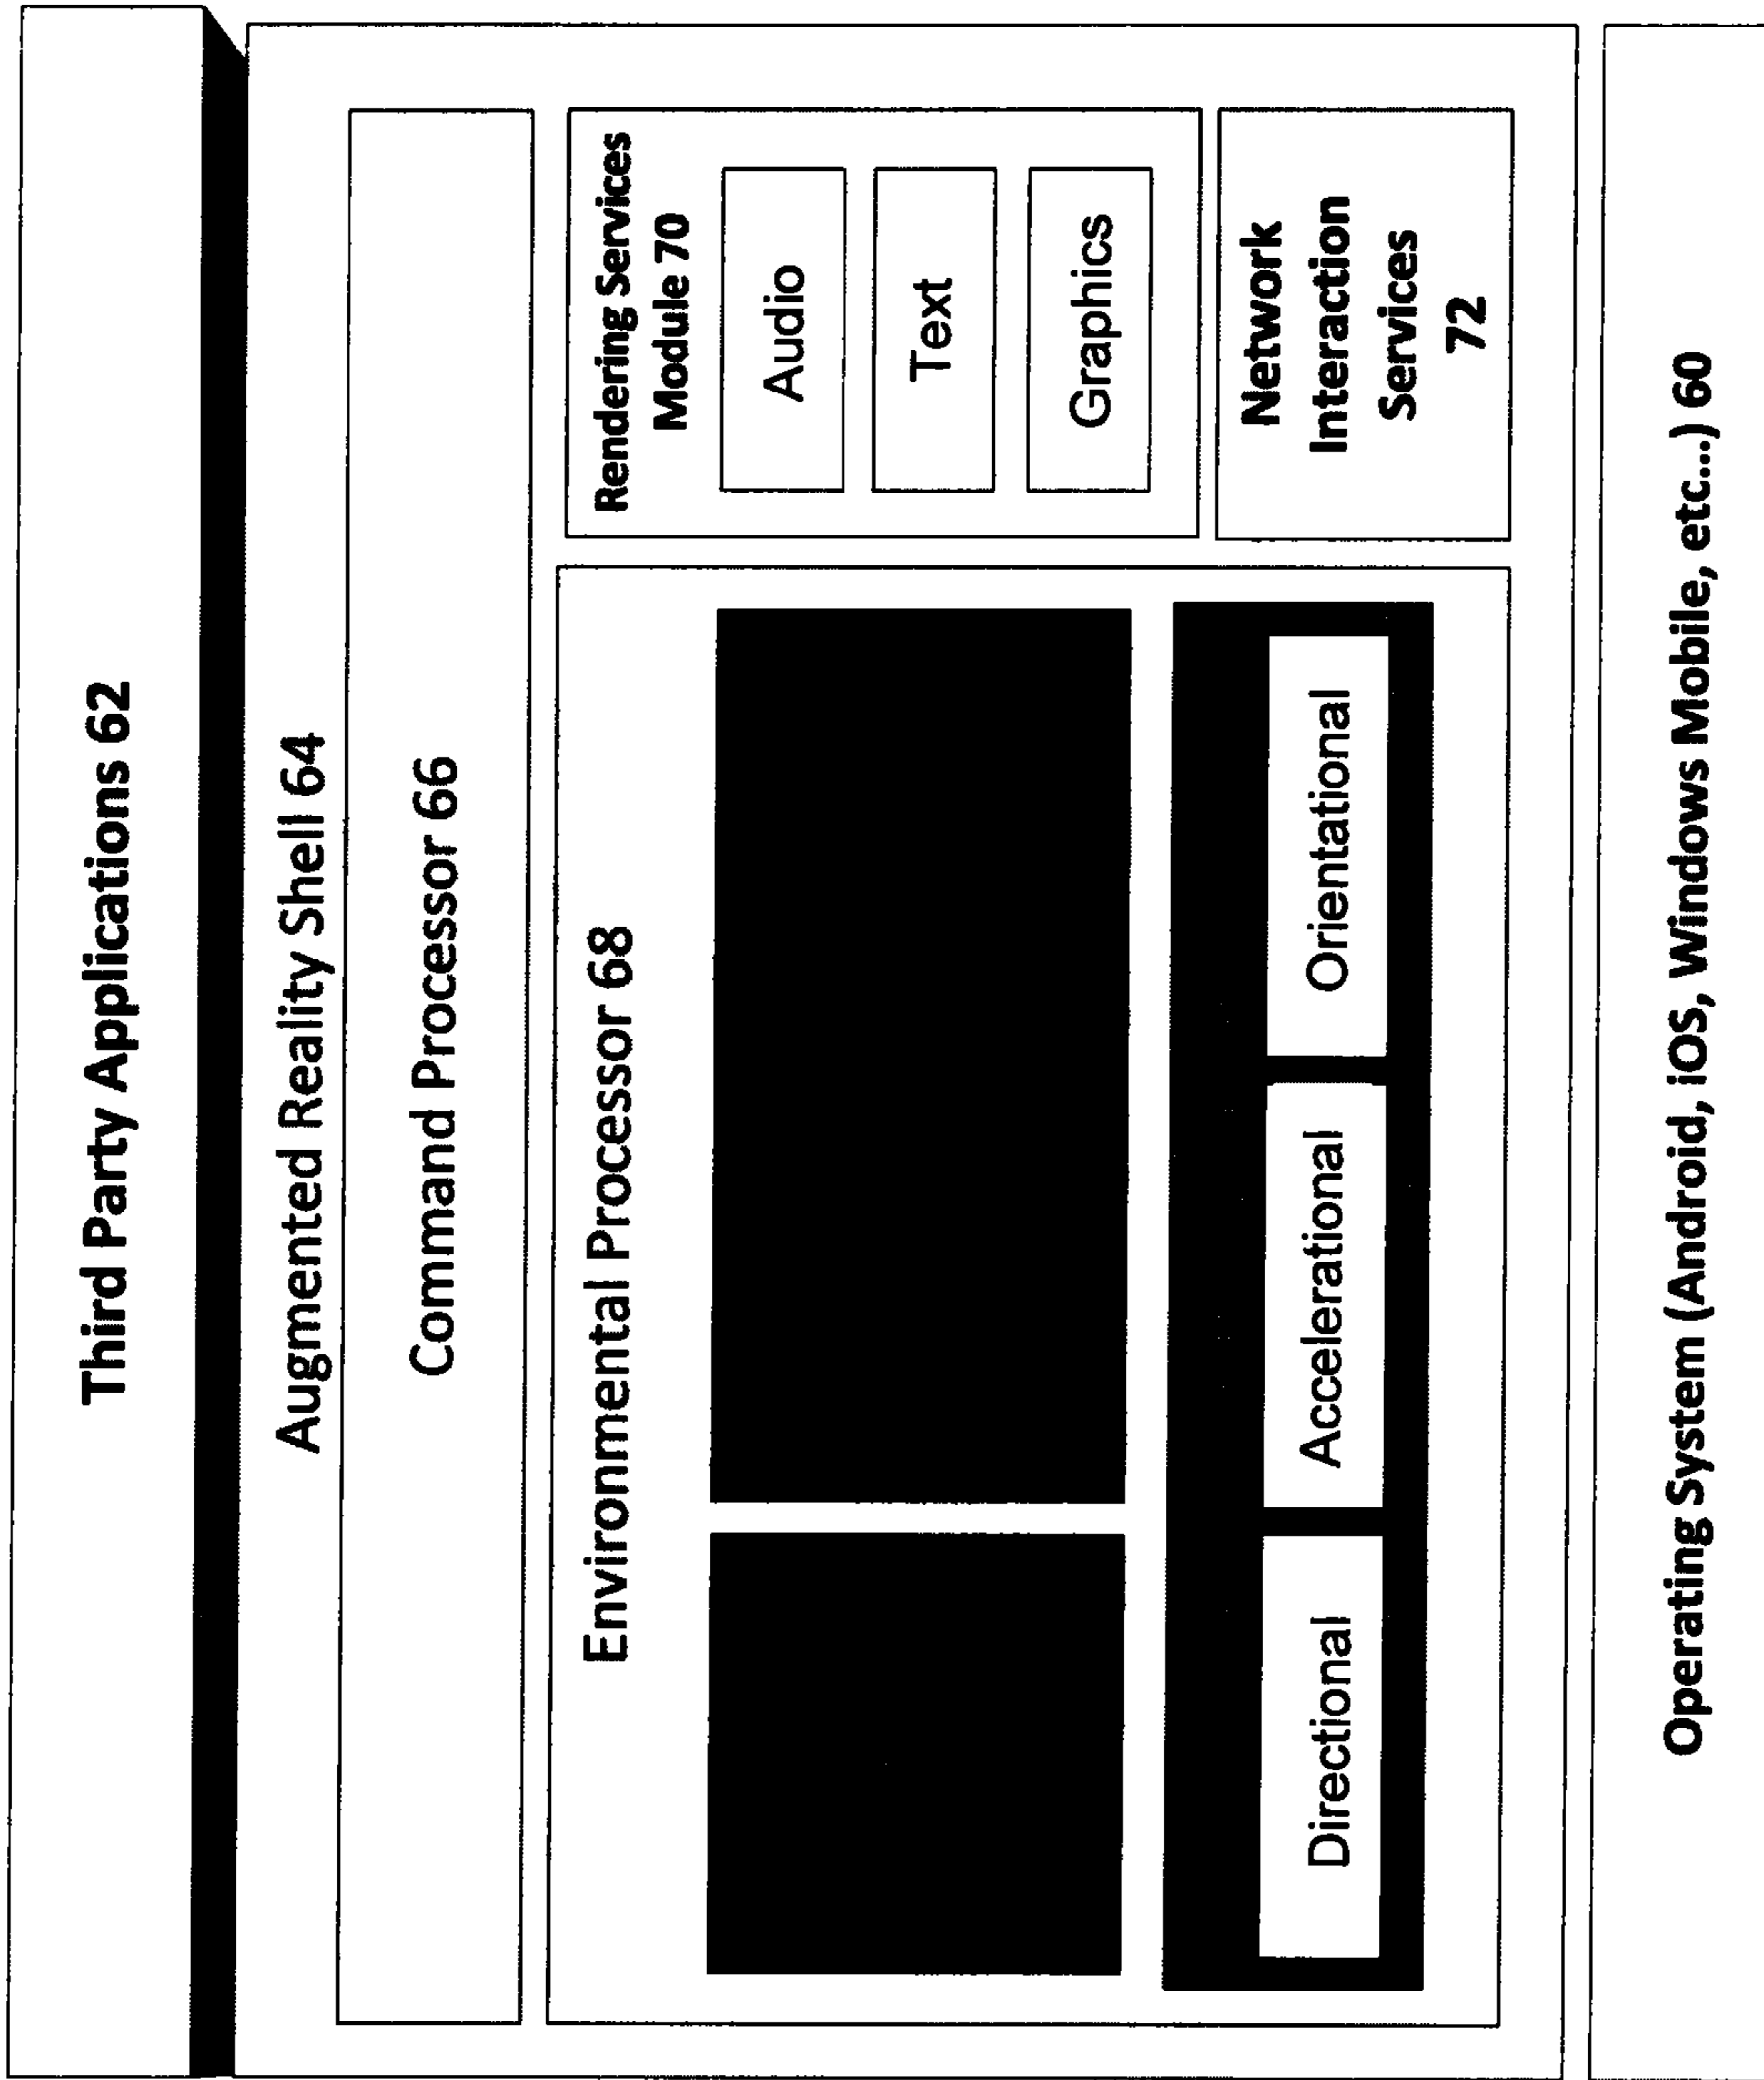 Third Party Applications 62
Augmented Reality Shell 64
Command Processor 66
Environmental Processor 68
Directional
Accelerational
Orientational
Rendering Services
Module 70
Audio
Text
Graphics
Network
Interaction
Services
72
Operating System (Android, iOS, Windows Mobile, etc...) 60